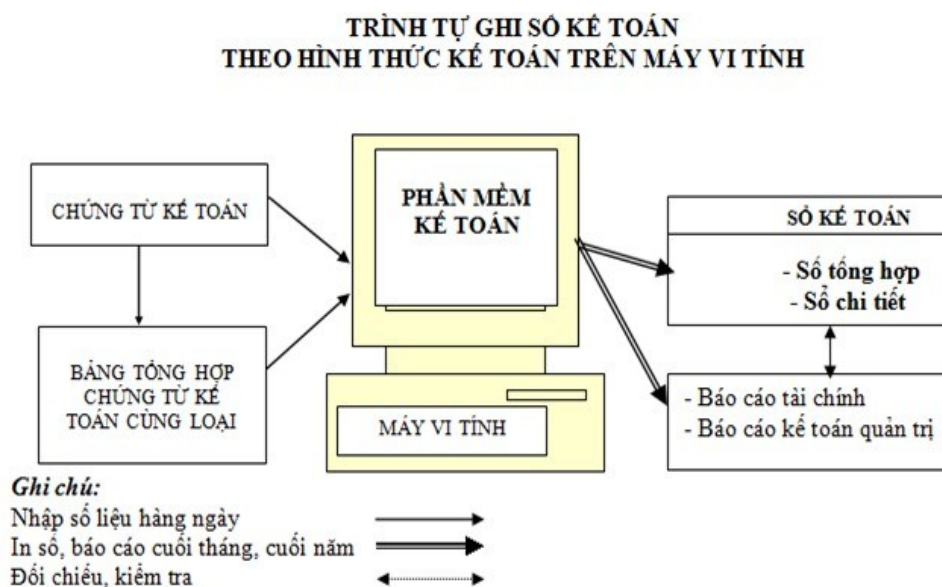 TRÌNH TỰ GHI SỔ KẾ TOÁN
THEO HÌNH THỨC KẾ TOÁN TRÊN MÁY VI TÍNH
CHỨNG TỪ KẾ TOÁN
BẢNG TỔNG HỢP
CHỨNG TỪ KẾ
TOÁN CÙNG LOẠI
PHẦN MỀM
KẾ TOÁN
MÁY VI TÍNH
SỔ KẾ TOÁN
- Sổ tổng hợp
- Sổ chi tiết
- Báo cáo tài chính
- Báo cáo kế toán quản trị
Ghi chú:
Nhập số liệu hàng ngày
In sổ, báo cáo cuối tháng, cuối năm
Đối chiếu, kiểm tra